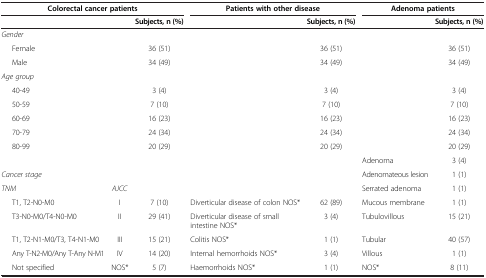 Colorectal cancer patients Patients with other disease Adenoma patients
Subjects, n (%) Subjects, n (%) Subjects, n (%)
Gender
Female 36 (51) 36 (51) 36 (51)
Male 34 (49) 34 (49) 34 (49)
Age group
40-49 3 (4) 3 (4) 3 (4)
50-59 7 (10) 7 (10) 7 (10)
60-69 16 (23) 16 (23) 16 (23)
70-79 24 (34) 24 (34) 24 (34)
80-99 20 (29) 20 (29) 20 (29)
Adenoma 3 (4)
Cancer stage Adenomateous lesion 1 (1)
TNM AJCC Serrated adenoma 1 (1)
T1, T2-N0-M0 I 7 (10) Diverticular disease of colon NOS* 62 (89) Mucous membrane 1 (1)
T3-N0-M0/T4-N0-M0 II 29 (41) Diverticular disease of small 3 (4) Tubulovillous 15 (21)
intestine NOS*
T1, T2-N1-M0/T3, T4-N1-M0 III 15 (21) Colitis NOS* 1 (1) Tubular 40 (57)
Any T-N2-M0/Any T-Any N-M1 IV 14 (20) Internal hemorrhoids NOS* 3 (4) Villous 1 (1)
Not specified NOS* 5 (7) Haemorrhoids NOS* 1 (1) NOS* 8 (11)